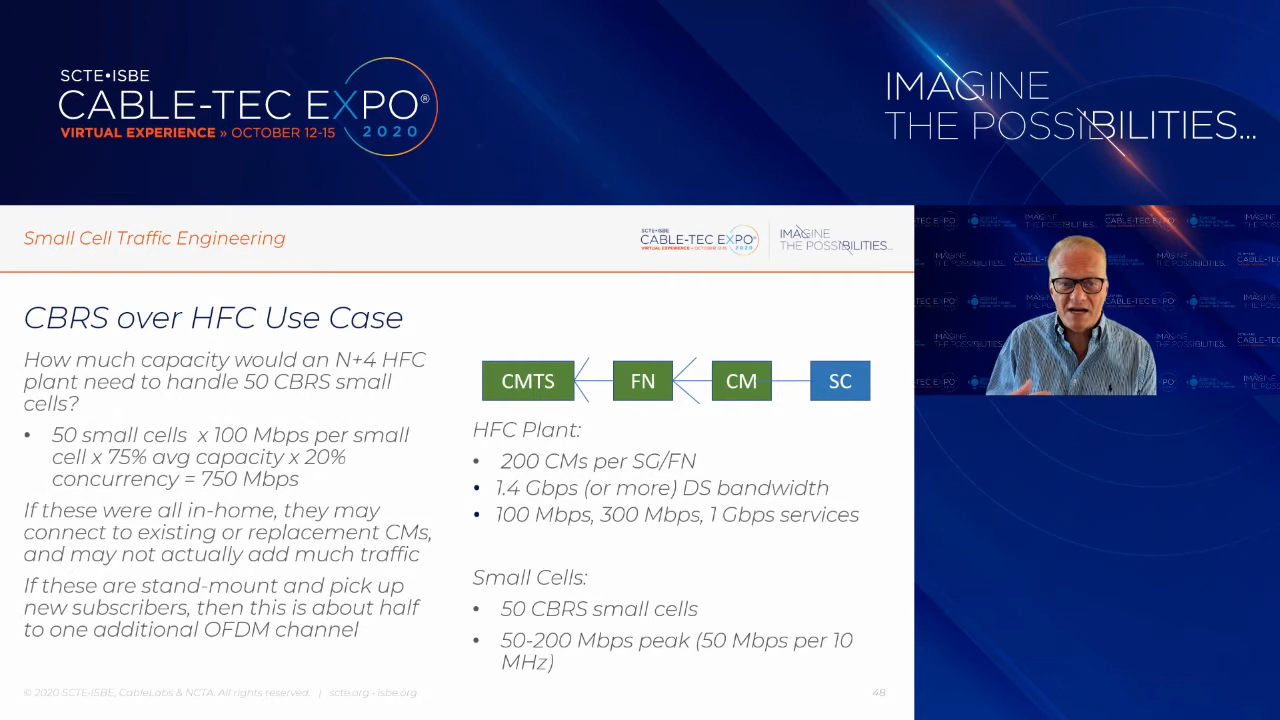 SCTE•ISBE
CABLE-TEC EXPO®
VIRTUAL EXPERIENCE » OCTOBER 12-15
2020
IMAGINE
THE POSSIBILITIES...
Small Cell Traffic Engineering
SCTE•ISBE
CABLE-TEC EXPO®
VIRTUAL EXPERIENCE » OCTOBER 12-15
2020
IMAGINE
THE POSSIBILITIES...
CBRS over HFC Use Case
How much capacity would an N+4 HFC
plant need to handle 50 CBRS small
cells?
• 50 small cells x 100 Mbps per small
cell x 75% avg capacity x 20%
concurrency = 750 Mbps
If these were all in-home, they may
connect to existing or replacement CMs,
and may not actually add much traffic
If these are stand-mount and pick up
new subscribers, then this is about half
to one additional OFDM channel
CMTS
FN
CM
SC
HFC Plant:
• 200 CMs per SG/FN
• 1.4 Gbps (or more) DS bandwidth
• 100 Mbps, 300 Mbps, 1 Gbps services
Small Cells:
• 50 CBRS small cells
• 50-200 Mbps peak (50 Mbps per 10
MHz)
© 2020 SCTE•ISBE, CableLabs & NCTA. All rights reserved. | scte.org • isbe.org
48